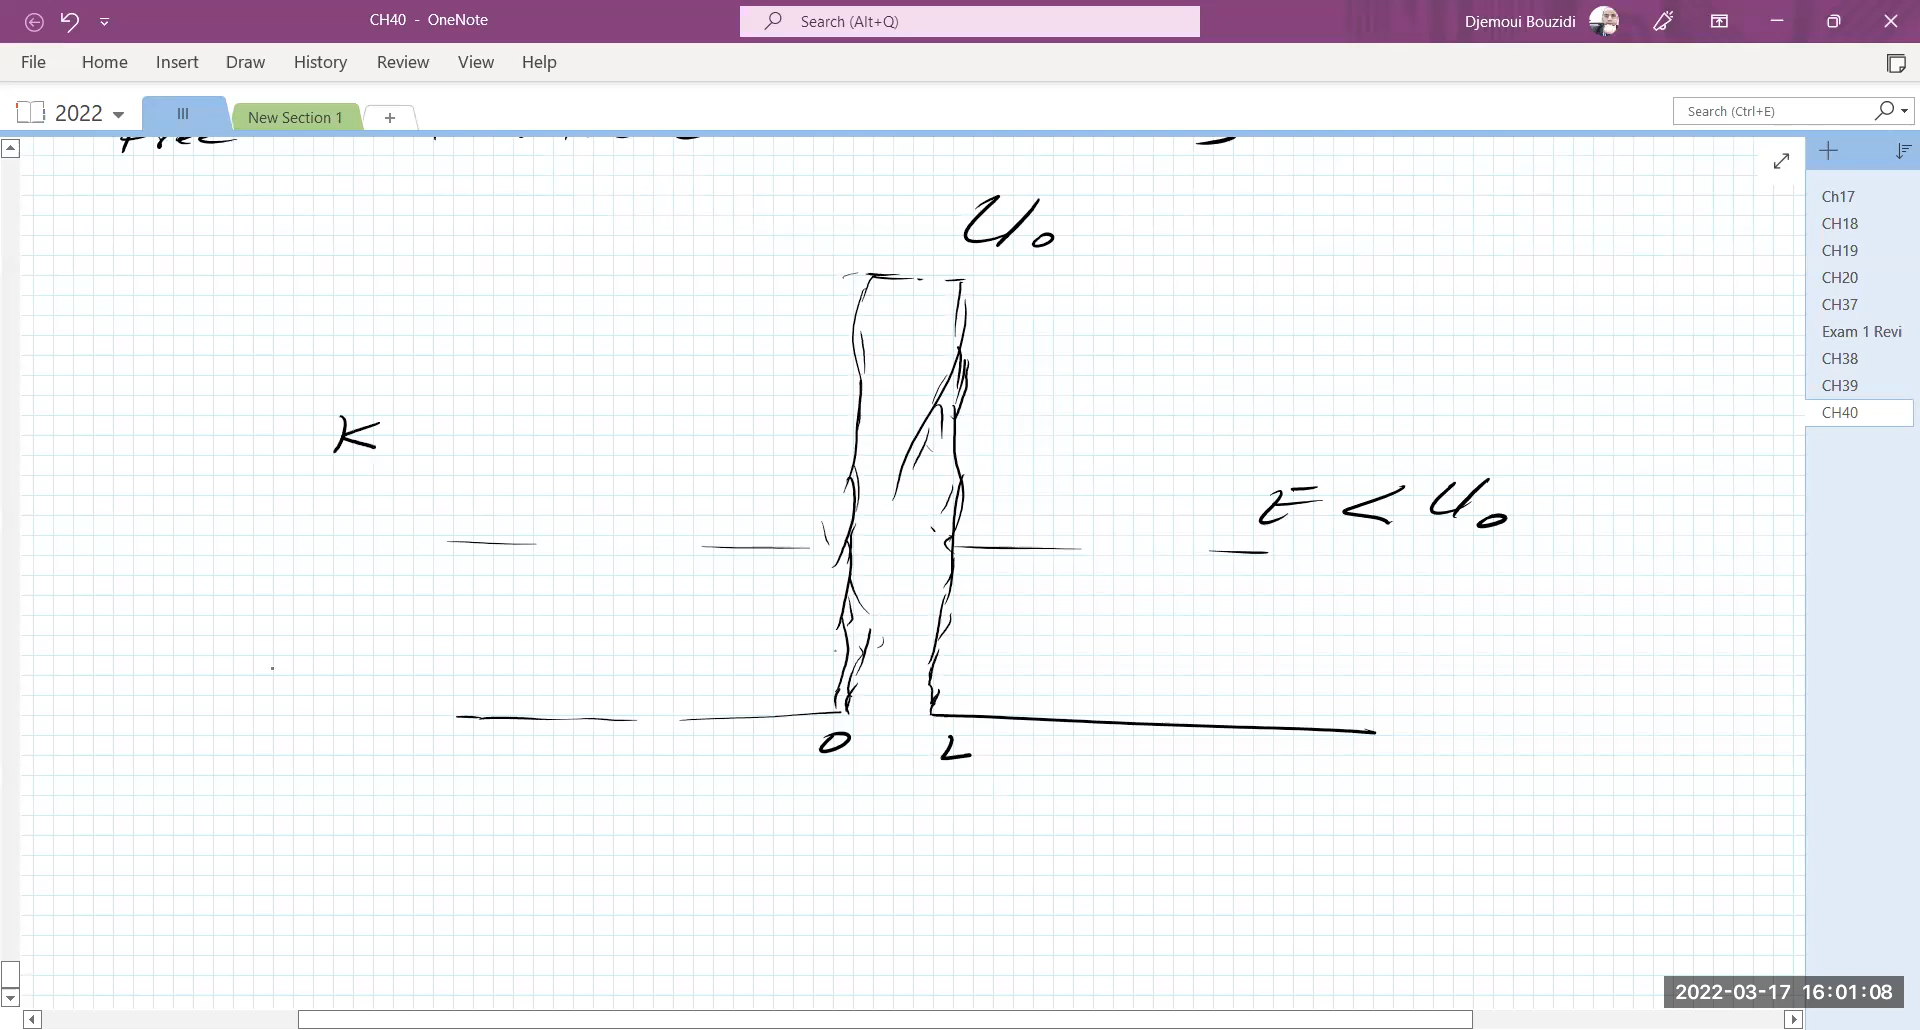 CH40 - OneNote
Search (Alt+Q)
Djemoui Bouzidi
File Home Insert Draw History Review View Help
2022
III
New Section 1
+
Search (Ctrl+E)
Free
U₀
K
E < U₀
O L
Ch17
CH18
CH19
CH20
CH37
Exam 1 Revi
CH38
CH39
CH40
2022-03-17 16:01:08